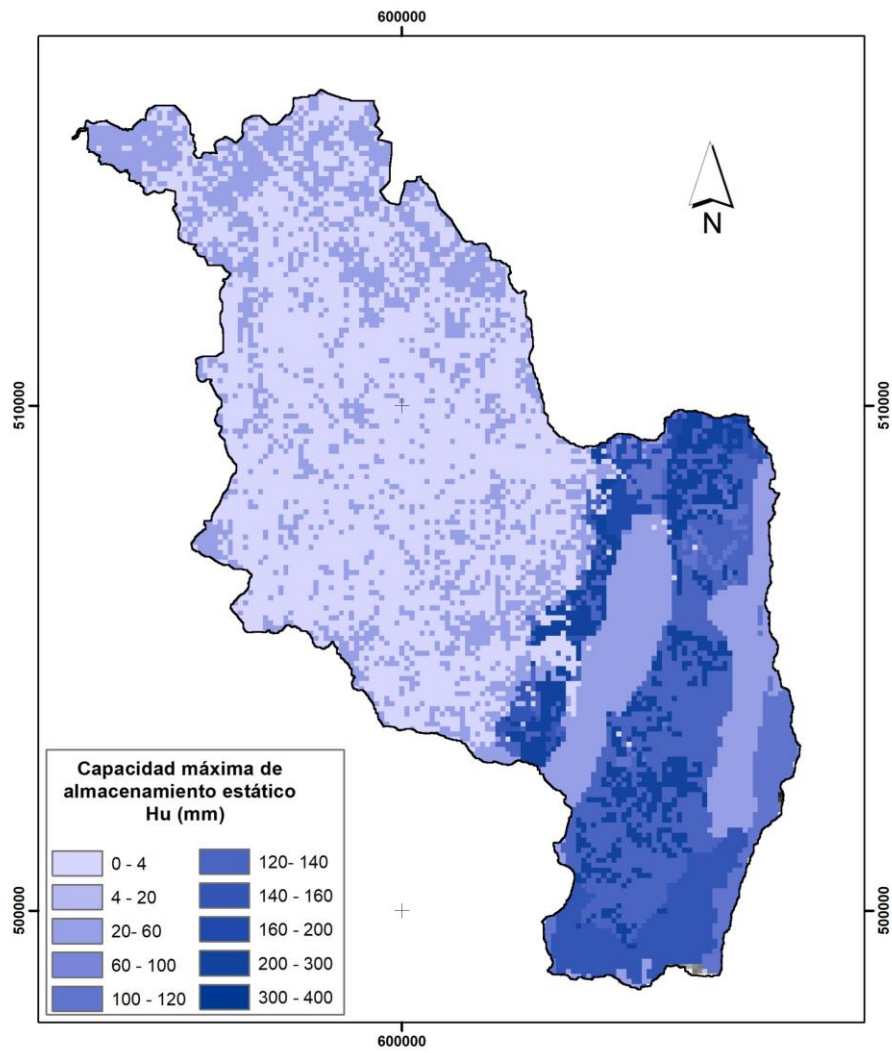 600000
N
510000
510000
Capacidad máxima de
almacenamiento estático
Hu (mm)
0 - 4
4 - 20
20- 60
60 - 100
100 - 120
120- 140
140 - 160
160 - 200
200 - 300
300 - 400
500000
500000
600000